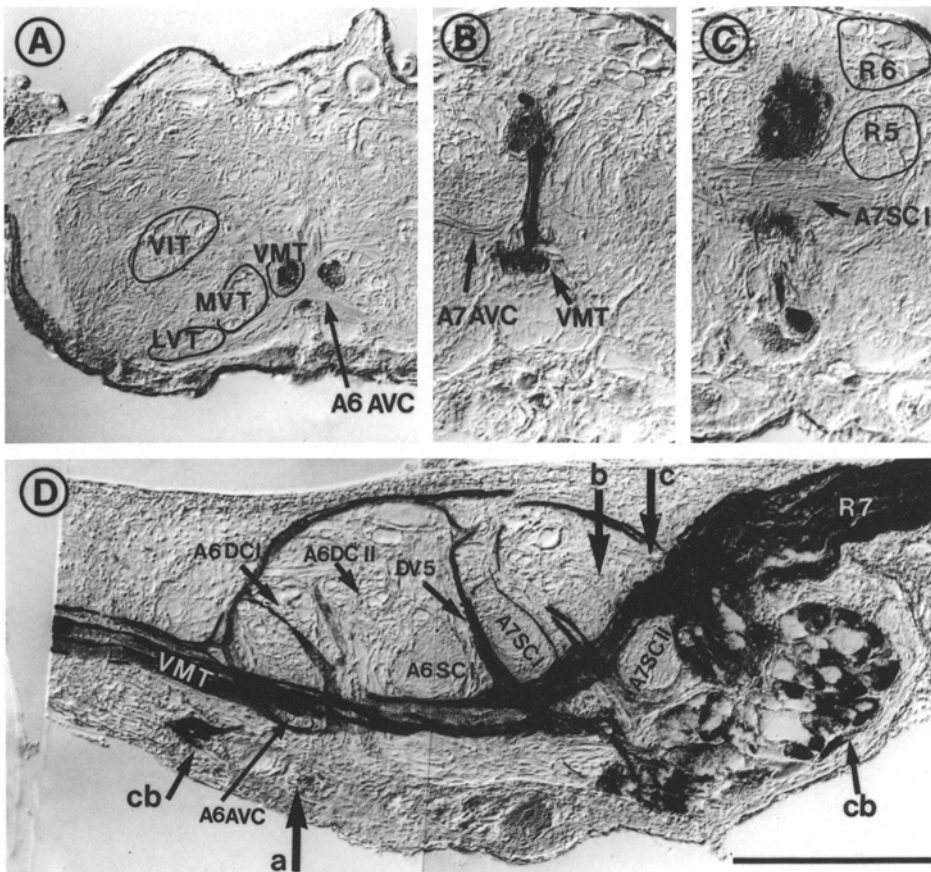 A
B
C
R6
R5
A7SC I
VIT
VMT
MVT
LVT
A6 AVC
A7 AVC
VMT
D
b
c
R7
A6DCI
A6DC II
DV5
A7SC I
A6SC I
A7SC II
VMT
cb
A6AVC
a
cb